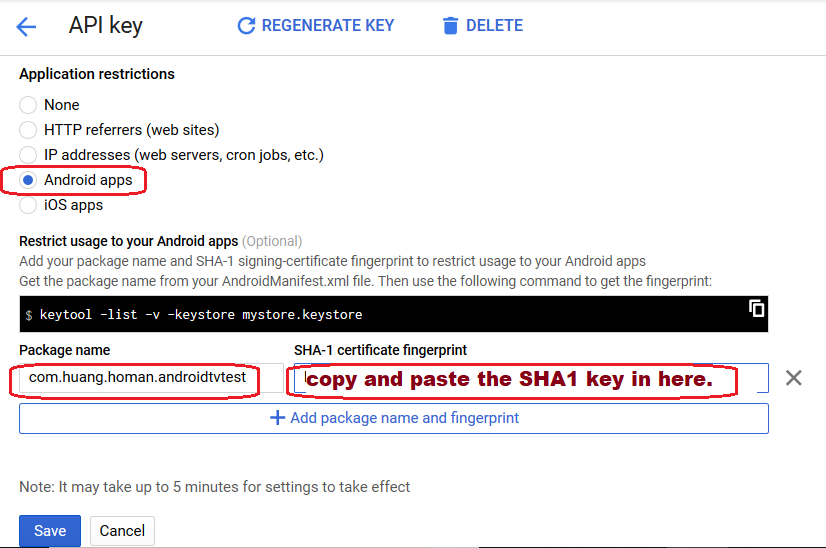 API key
REGENERATE KEY
DELETE
Application restrictions
None
HTTP referrers (web sites)
IP addresses (web servers, cron jobs, etc.)
Android apps
iOS apps
Restrict usage to your Android apps (Optional)
Add your package name and SHA-1 signing-certificate fingerprint to restrict usage to your Android apps
Get the package name from your AndroidManifest.xml file. Then use the following command to get the fingerprint:
$ keytool -list -v -keystore mystore.keystore
Package name
SHA-1 certificate fingerprint
com.huang.homan.androidtvtest
copy and paste the SHA1 key in here.
Add package name and fingerprint
Note: It may take up to 5 minutes for settings to take effect
Save
Cancel